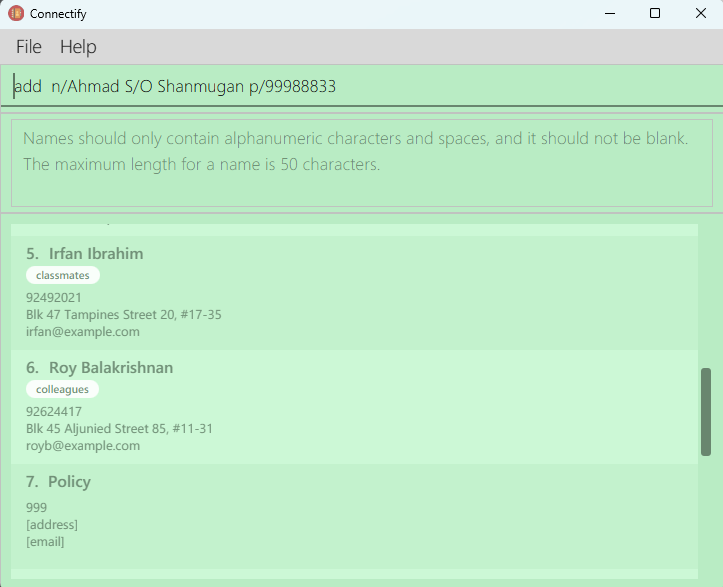 Connectify
File Help
add n/Ahmad S/O Shanmugan p/99988833
Names should only contain alphanumeric characters and spaces, and it should not be blank.
The maximum length for a name is 50 characters.
5. Irfan Ibrahim
classmates
92492021
Blk 47 Tampines Street 20, #17-35
irfan@example.com
6. Roy Balakrishnan
colleagues
92624417
Blk 45 Aljunied Street 85, #11-31
royb@example.com
7. Policy
999
[address]
[email]